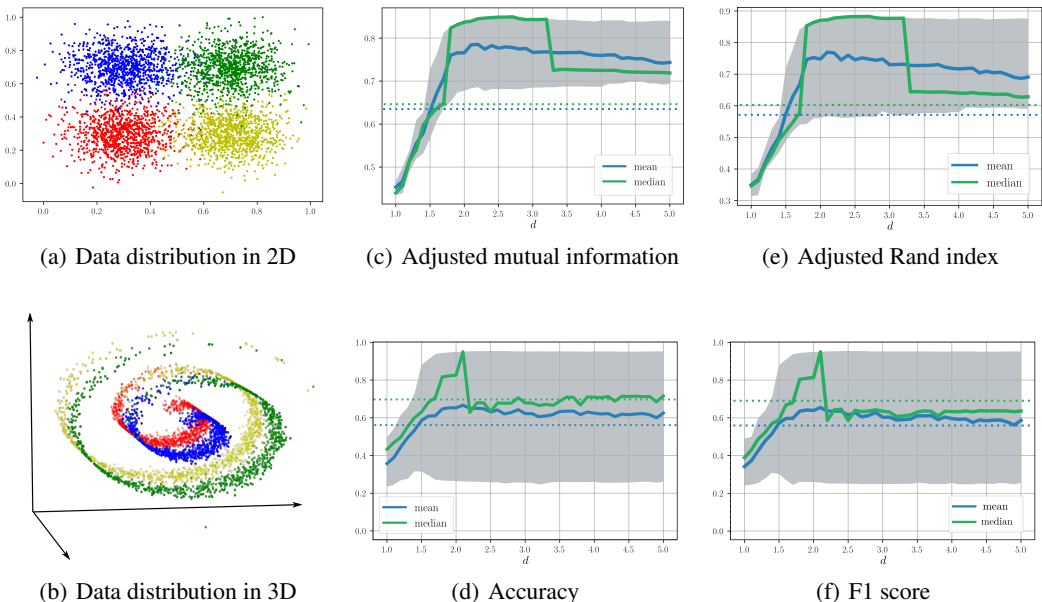 1.0
0.8
0.6
0.4
0.2
0.0
0.0 0.2 0.4 0.6 0.8 1.0
(a) Data distribution in 2D
0.8
0.7
0.6
0.5
mean
median
1.0 1.5 2.0 2.5 3.0 3.5 4.0 4.5 5.0
d
(c) Adjusted mutual information
0.9
0.8
0.7
0.6
0.5
0.4
0.3
mean
median
1.0 1.5 2.0 2.5 3.0 3.5 4.0 4.5 5.0
d
(e) Adjusted Rand index
(b) Data distribution in 3D
1.0
0.8
0.6
0.4
0.2
0.0
mean
median
1.0 1.5 2.0 2.5 3.0 3.5 4.0 4.5 5.0
d
(d) Accuracy
1.0
0.8
0.6
0.4
0.2
0.0
mean
median
1.0 1.5 2.0 2.5 3.0 3.5 4.0 4.5 5.0
d
(f) F1 score